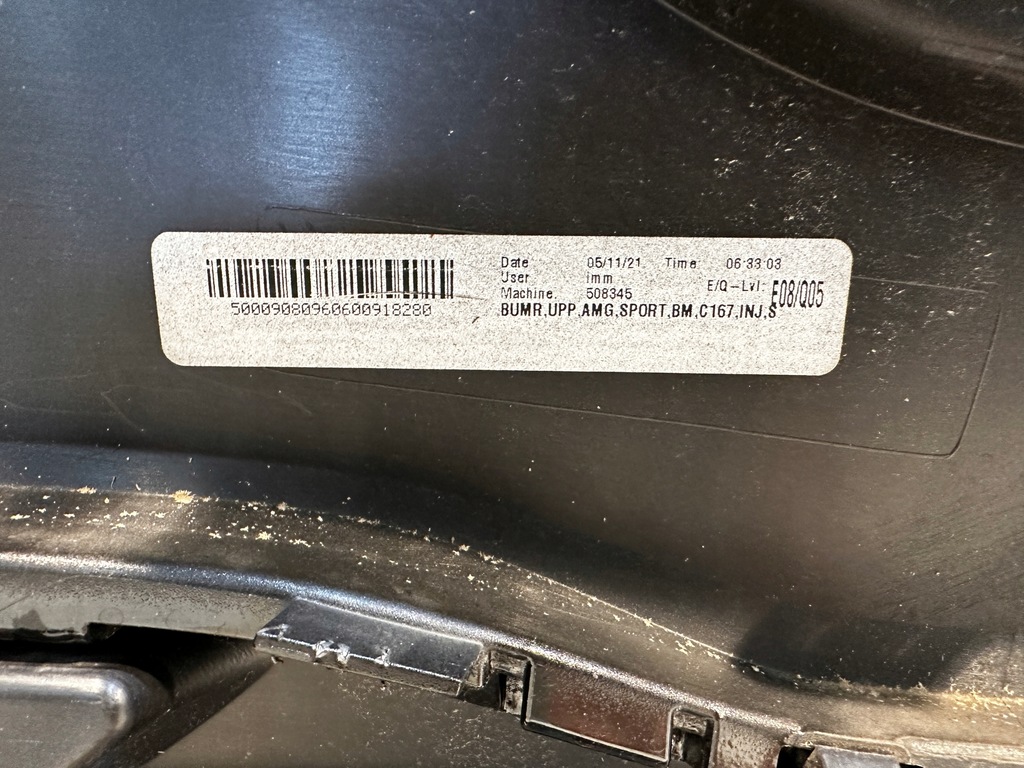 50009080960600918280
Date: 05/11/21 Time: 06:33:03
User imm E/Q-Lvl: E08/Q05
Machine: 508345
BUMR,UPP,AMG,SPORT,BM,C167,INJ,S